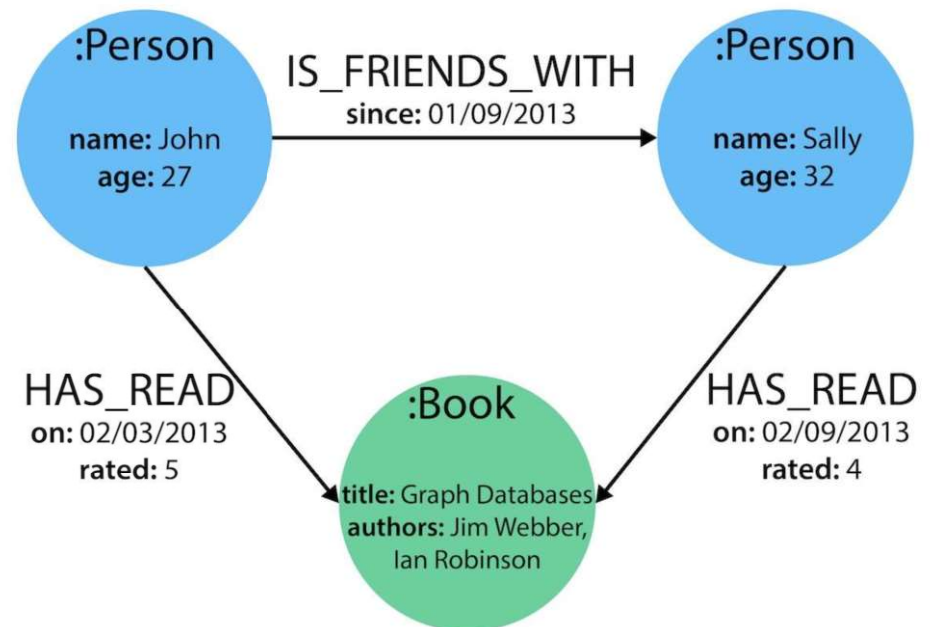 :Person
name: John
age: 27
IS_FRIENDS_WITH
since: 01/09/2013
:Person
name: Sally
age: 32
HAS_READ
on: 02/03/2013
rated: 5
:Book
title: Graph Databases
authors: Jim Webber,
Ian Robinson
HAS_READ
on: 02/09/2013
rated: 4